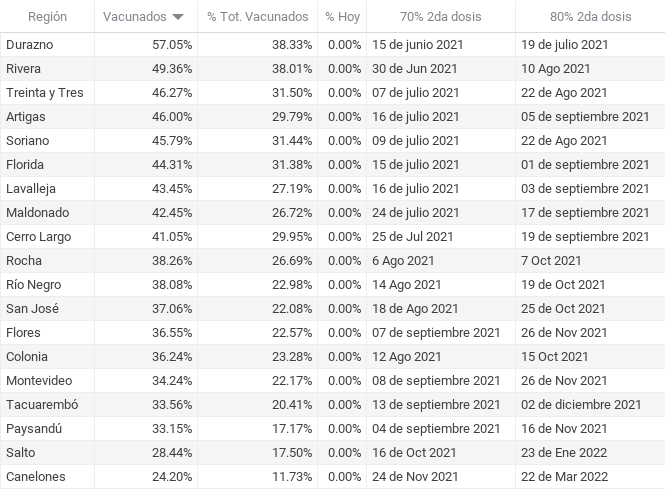 Región Vacunados % Tot. Vacunados % Hoy 70% 2da dosis 80% 2da dosis
Durazno 57.05% 38.33% 0.00% 15 de junio 2021 19 de julio 2021
Rivera 49.36% 38.01% 0.00% 30 de Jun 2021 10 Ago 2021
Treinta y Tres 46.27% 31.50% 0.00% 07 de julio 2021 22 de Ago 2021
Artigas 46.00% 29.79% 0.00% 16 de julio 2021 05 de septiembre 2021
Soriano 45.79% 31.44% 0.00% 09 de julio 2021 22 de Ago 2021
Florida 44.31% 31.38% 0.00% 15 de julio 2021 01 de septiembre 2021
Lavalleja 43.45% 27.19% 0.00% 16 de julio 2021 03 de septiembre 2021
Maldonado 42.45% 26.72% 0.00% 24 de julio 2021 17 de septiembre 2021
Cerro Largo 41.05% 29.95% 0.00% 25 de Jul 2021 19 de septiembre 2021
Rocha 38.26% 26.69% 0.00% 6 Ago 2021 7 Oct 2021
Río Negro 38.08% 22.98% 0.00% 14 Ago 2021 19 de Oct 2021
San José 37.06% 22.08% 0.00% 18 de Ago 2021 25 de Oct 2021
Flores 36.55% 22.57% 0.00% 07 de septiembre 2021 26 de Nov 2021
Colonia 36.24% 23.28% 0.00% 12 Ago 2021 15 Oct 2021
Montevideo 34.24% 22.17% 0.00% 08 de septiembre 2021 26 de Nov 2021
Tacuarembó 33.56% 20.41% 0.00% 13 de septiembre 2021 02 de diciembre 2021
Paysandú 33.15% 17.17% 0.00% 04 de septiembre 2021 16 de Nov 2021
Salto 28.44% 17.50% 0.00% 16 de Oct 2021 23 de Ene 2022
Canelones 24.20% 11.73% 0.00% 24 de Nov 2021 22 de Mar 2022